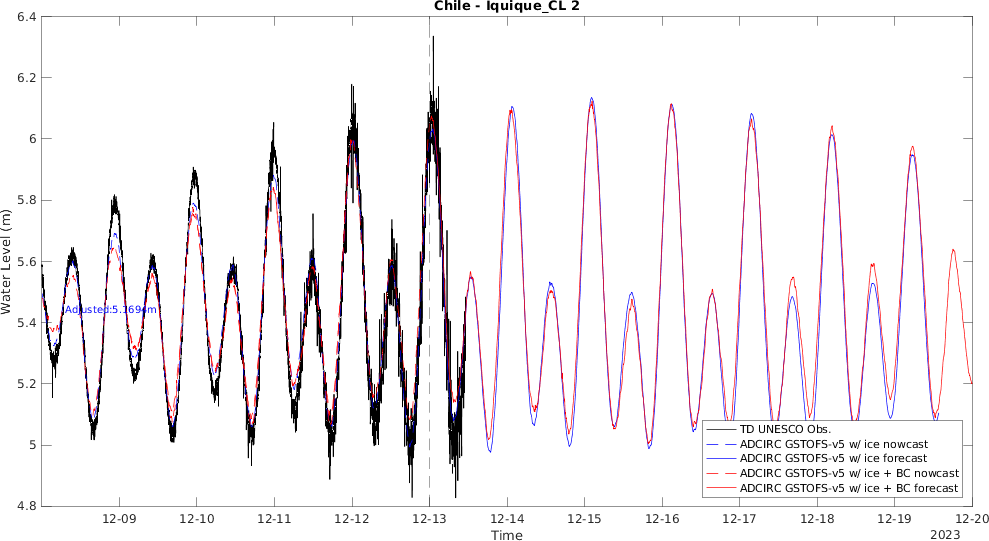 Chile - Iquique_CL 2
6.4
6.2
6
5.8
5.6
5.4
5.2
5
4.8
Water Level (m)
TD UNESCO Obs.
ADCIRC GSTOFS-v5 w/ ice nowcast
ADCIRC GSTOFS-v5 w/ ice forecast
ADCIRC GSTOFS-v5 w/ ice + BC nowcast
ADCIRC GSTOFS-v5 w/ ice + BC forecast
12-09 12-10 12-11 12-12 12-13 12-14 12-15 12-16 12-17 12-18 12-19 12-20
Time
2023